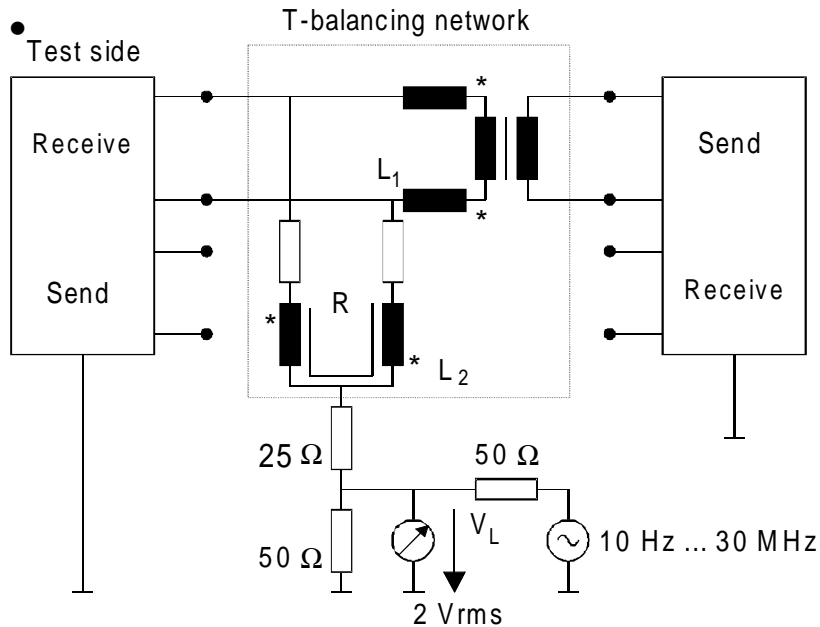 T-balancing network
Test side
Receive
Send
L1
*
*
Send
Receive
R
*
*
L2
25 Ω
50 Ω
50 Ω
VL
10 Hz ... 30 MHz
2 Vrms